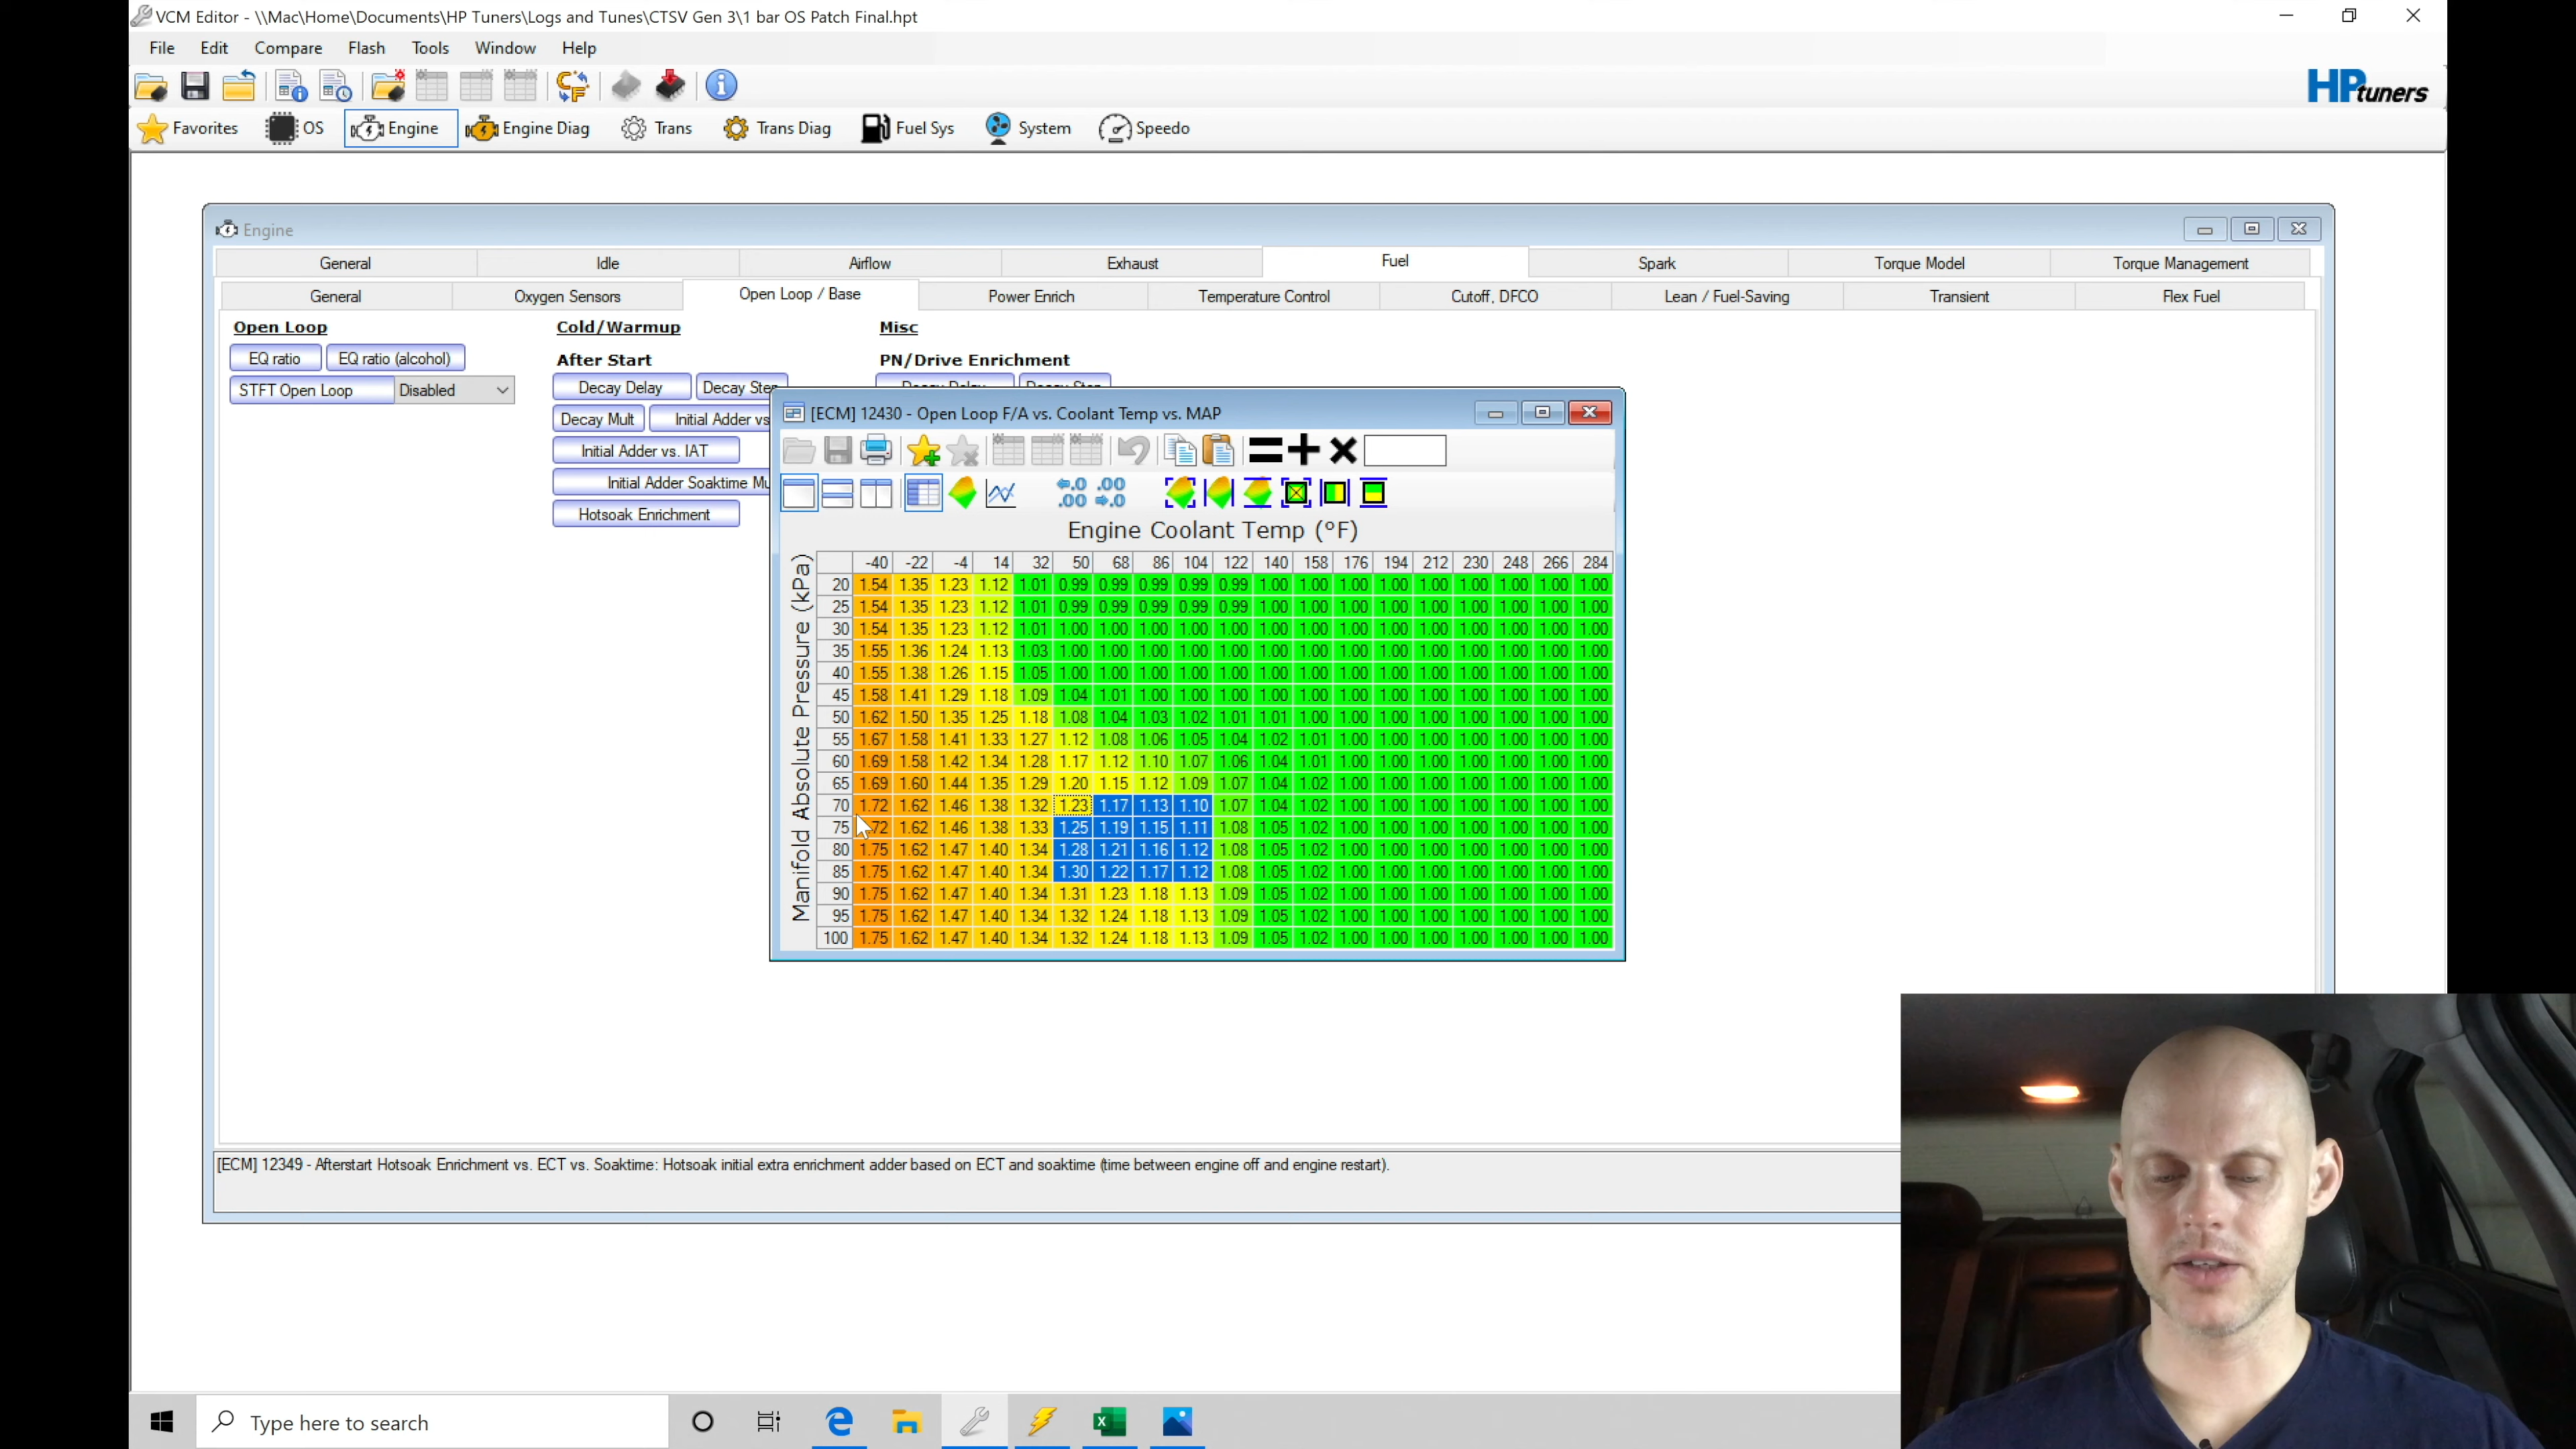 VCM Editor - \\Mac\Home\Documents\HP Tuners\Logs and Tunes\CTSV Gen 3\1 bar OS Patch Final.hpt
File Edit Compare Flash Tools Window Help
HPtuners
Favorites OS Engine Engine Diag Trans Trans Diag Fuel Sys System Speedo
Engine
General Idle Airflow Exhaust Fuel Spark Torque Model Torque Management
General Oxygen Sensors Open Loop / Base Power Enrich Temperature Control Cutoff, DFCO Lean / Fuel-Saving Transient Flex Fuel
Open Loop Cold/Warmup Misc
EQ ratio EQ ratio (alcohol) After Start PN/Drive Enrichment
STFT Open Loop Disabled Decay Delay Decay Step Decay Delay Decay Step
Decay Mult Initial Adder vs
Initial Adder vs. IAT
Initial Adder Soaktime Mu
Hotsoak Enrichment
[ECM] 12430 - Open Loop F/A vs. Coolant Temp vs. MAP
Engine Coolant Temp (°F)
Manifold Absolute Pressure (kPa)
-40 -22 -4 14 32 50 68 86 104 122 140 158 176 194 212 230 248 266 284
20 1.54 1.35 1.23 1.12 1.01 0.99 0.99 0.99 0.99 0.99 1.00 1.00 1.00 1.00 1.00 1.00 1.00 1.00 1.00
25 1.54 1.35 1.23 1.12 1.01 0.99 0.99 0.99 0.99 0.99 1.00 1.00 1.00 1.00 1.00 1.00 1.00 1.00 1.00
30 1.54 1.35 1.23 1.12 1.01 1.00 1.00 1.00 1.00 1.00 1.00 1.00 1.00 1.00 1.00 1.00 1.00 1.00 1.00
35 1.55 1.36 1.24 1.13 1.03 1.00 1.00 1.00 1.00 1.00 1.00 1.00 1.00 1.00 1.00 1.00 1.00 1.00 1.00
40 1.55 1.38 1.26 1.15 1.05 1.00 1.00 1.00 1.00 1.00 1.00 1.00 1.00 1.00 1.00 1.00 1.00 1.00 1.00
45 1.58 1.41 1.29 1.18 1.09 1.04 1.01 1.00 1.00 1.00 1.00 1.00 1.00 1.00 1.00 1.00 1.00 1.00 1.00
50 1.62 1.50 1.35 1.25 1.18 1.08 1.04 1.03 1.02 1.01 1.01 1.00 1.00 1.00 1.00 1.00 1.00 1.00 1.00
55 1.67 1.58 1.41 1.33 1.27 1.12 1.08 1.06 1.05 1.04 1.02 1.01 1.00 1.00 1.00 1.00 1.00 1.00 1.00
60 1.69 1.58 1.42 1.34 1.28 1.17 1.12 1.10 1.07 1.06 1.04 1.01 1.00 1.00 1.00 1.00 1.00 1.00 1.00
65 1.69 1.60 1.44 1.35 1.29 1.20 1.15 1.12 1.09 1.07 1.04 1.02 1.00 1.00 1.00 1.00 1.00 1.00 1.00
70 1.72 1.62 1.46 1.38 1.32 1.23 1.17 1.13 1.10 1.07 1.04 1.02 1.00 1.00 1.00 1.00 1.00 1.00 1.00
75 72 1.62 1.46 1.38 1.33 1.25 1.19 1.15 1.11 1.08 1.05 1.02 1.00 1.00 1.00 1.00 1.00 1.00 1.00
80 1.75 1.62 1.47 1.40 1.34 1.28 1.21 1.16 1.12 1.08 1.05 1.02 1.00 1.00 1.00 1.00 1.00 1.00 1.00
85 1.75 1.62 1.47 1.40 1.34 1.30 1.22 1.17 1.12 1.08 1.05 1.02 1.00 1.00 1.00 1.00 1.00 1.00 1.00
90 1.75 1.62 1.47 1.40 1.34 1.31 1.23 1.18 1.13 1.09 1.05 1.02 1.00 1.00 1.00 1.00 1.00 1.00 1.00
95 1.75 1.62 1.47 1.40 1.34 1.32 1.24 1.18 1.13 1.09 1.05 1.02 1.00 1.00 1.00 1.00 1.00 1.00 1.00
100 1.75 1.62 1.47 1.40 1.34 1.32 1.24 1.18 1.13 1.09 1.05 1.02 1.00 1.00 1.00 1.00 1.00 1.00 1.00
[ECM] 12349 - Afterstart Hotsoak Enrichment vs. ECT vs. Soaktime: Hotsoak initial extra enrichment adder based on ECT and soaktime (time between engine off and engine restart).
Type here to search